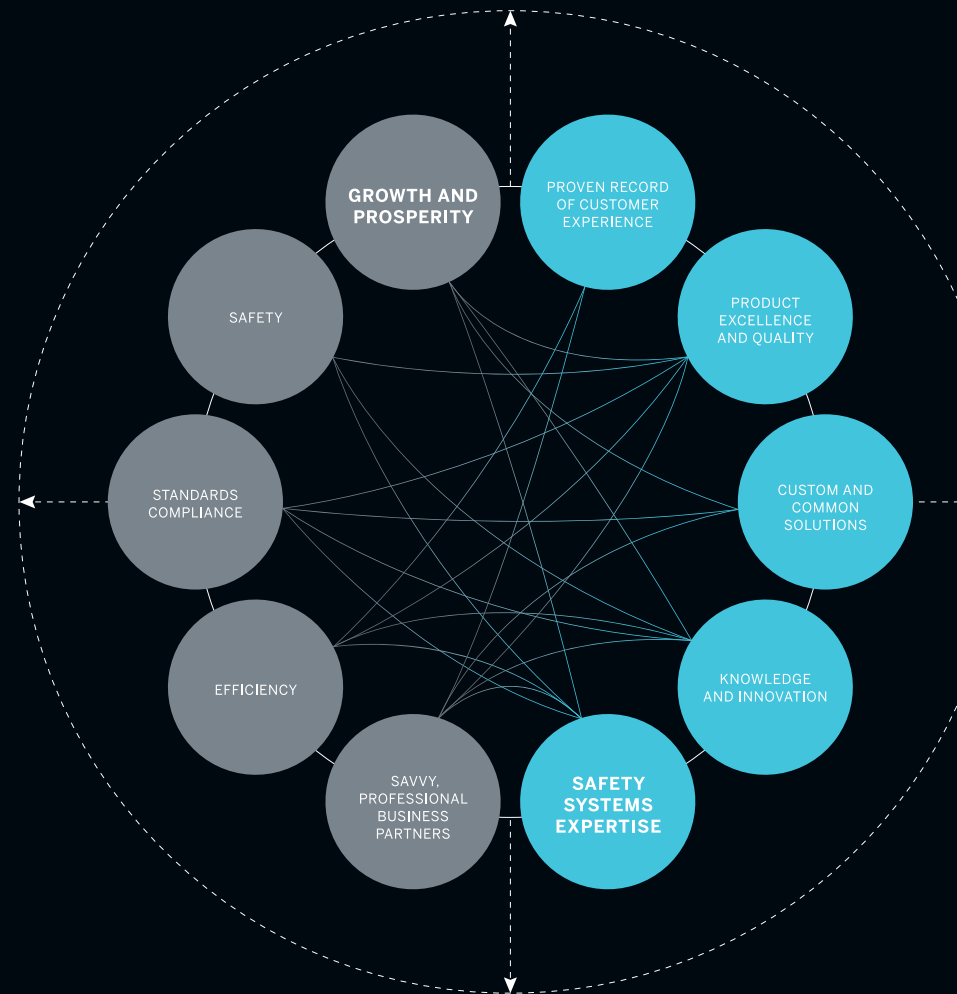 GROWTH AND
PROSPERITY
PROVEN RECORD
OF CUSTOMER
EXPERIENCE
SAFETY
PRODUCT
EXCELLENCE
AND QUALITY
STANDARDS
COMPLIANCE
CUSTOM AND
COMMON
SOLUTIONS
EFFICIENCY
KNOWLEDGE
AND INNOVATION
SAVVY,
PROFESSIONAL
BUSINESS
PARTNERS
SAFETY
SYSTEMS
EXPERTISE